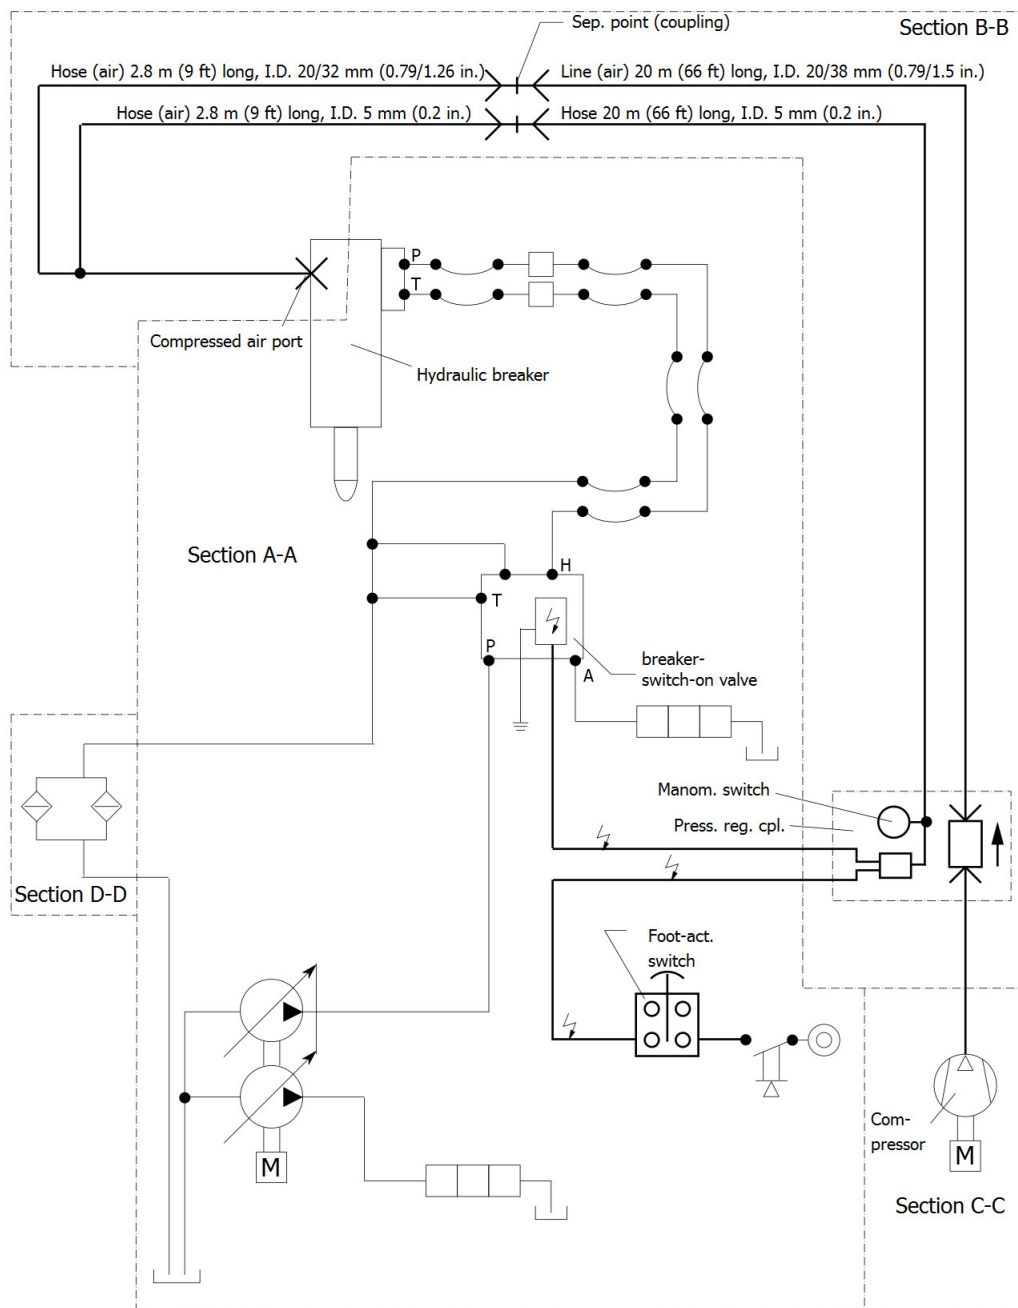 Sep. point (coupling)
Section B-B
Hose (air) 2.8 m (9 ft) long, I.D. 20/32 mm (0.79/1.26 in.)
Line (air) 20 m (66 ft) long, I.D. 20/38 mm (0.79/1.5 in.)
Hose (air) 2.8 m (9 ft) long, I.D. 5 mm (0.2 in.)
Hose 20 m (66 ft) long, I.D. 5 mm (0.2 in.)
P
T
Compressed air port
Hydraulic breaker
Section A-A
H
T
P
A
breaker-
switch-on valve
Manom. switch
Press. reg. cpl.
Section D-D
Foot-act.
switch
Com-
pressor
M
M
Section C-C